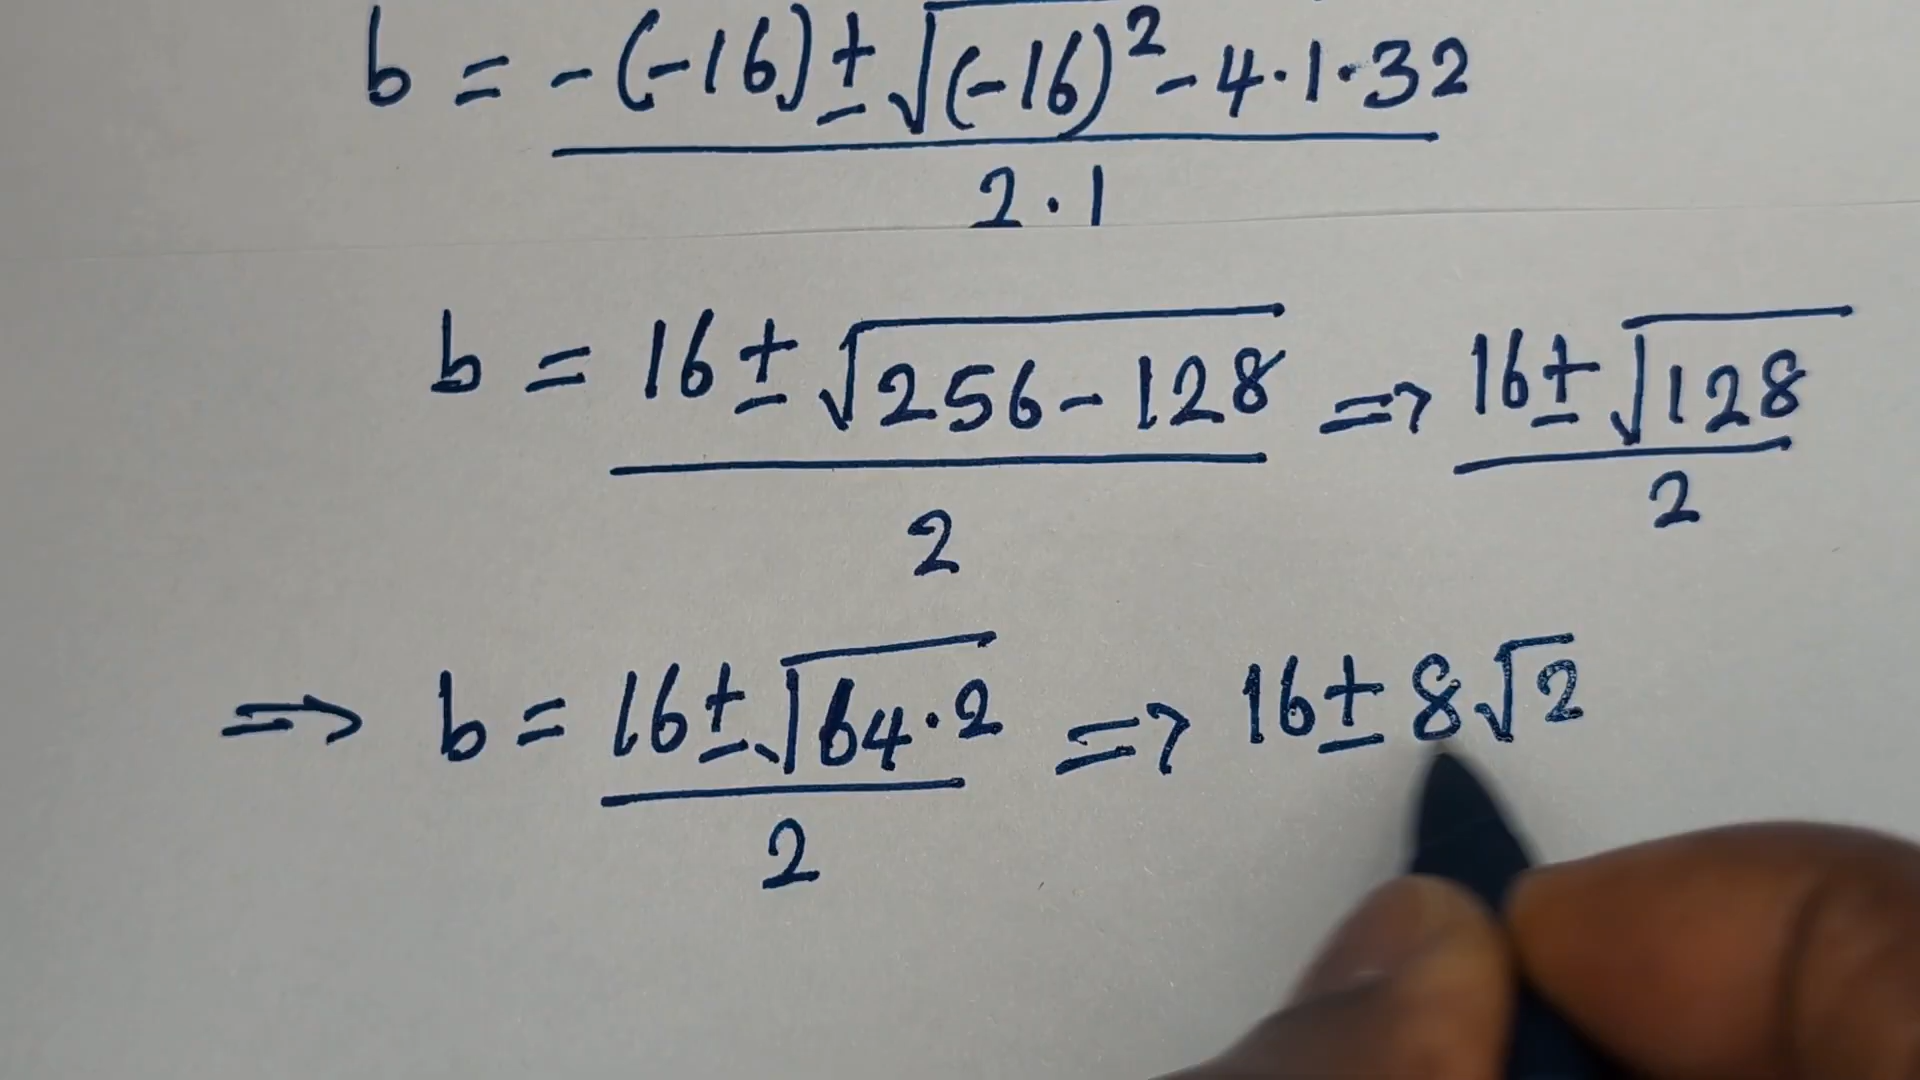 b = -(-16) ± √(-16)² - 4·1·32
2·1
b = 16 ± √256 - 128 => 16 ± √128
2 2
=> b = 16 ± √64·2 => 16 ± 8√2
2